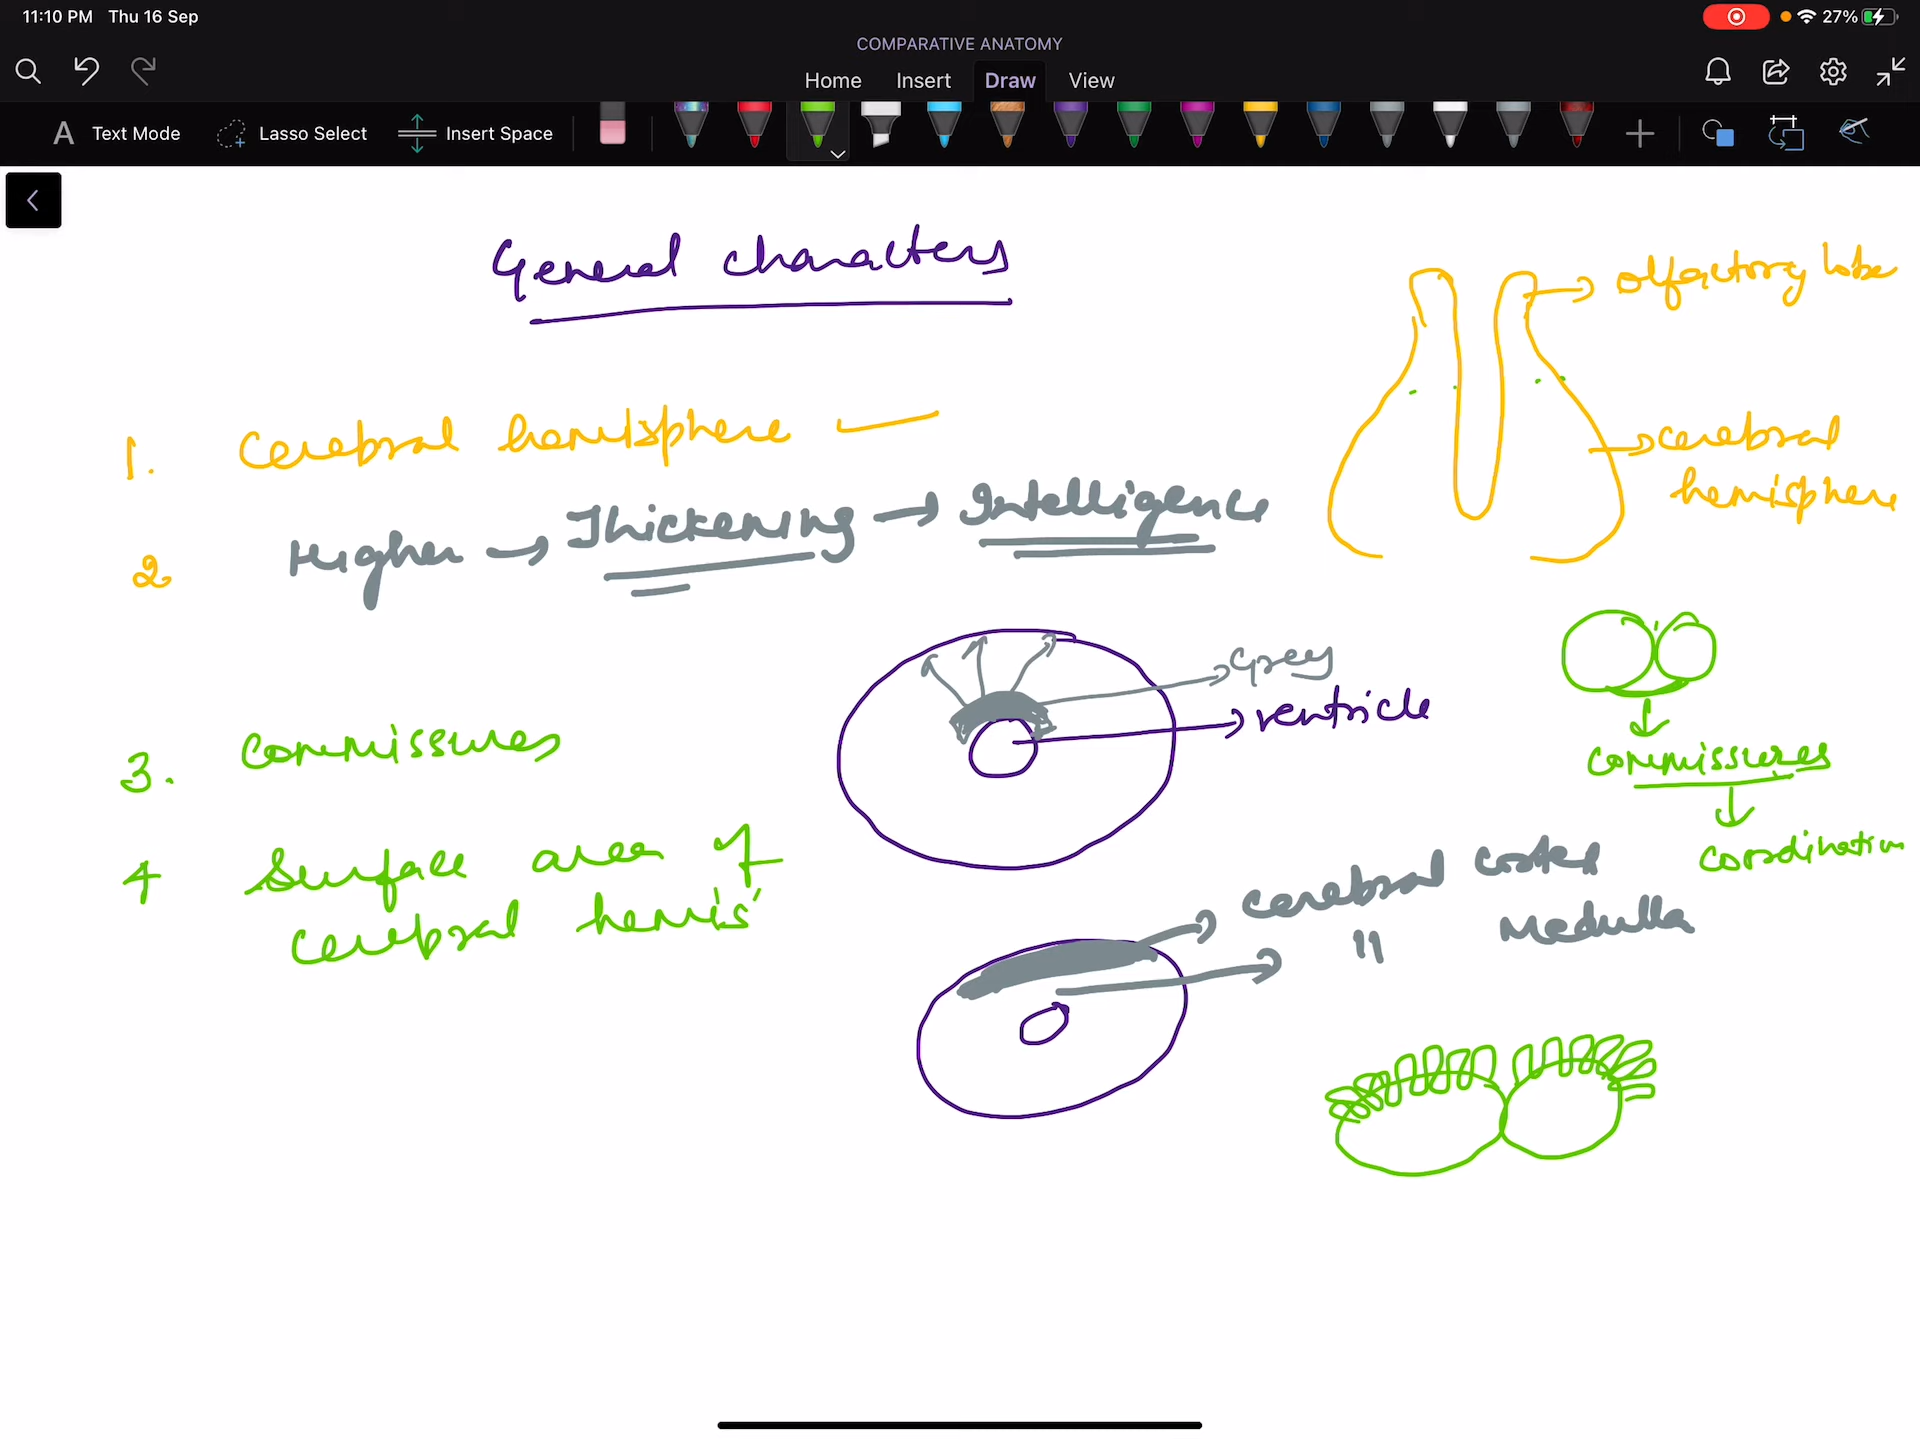 11:10 PM Thu 16 Sep
27%
COMPARATIVE ANATOMY
Home Insert Draw View
A Text Mode Lasso Select Insert Space
General characters
olfactory lobe
1. Cerebral hemisphere
cerebral
hemisphere
2 Higher → Thickening → Intelligence
Grey
ventricle
3. Commissures
commissures
coordination
4 Surface area of
cerebral hemis'
cerebral cortex
" Medulla